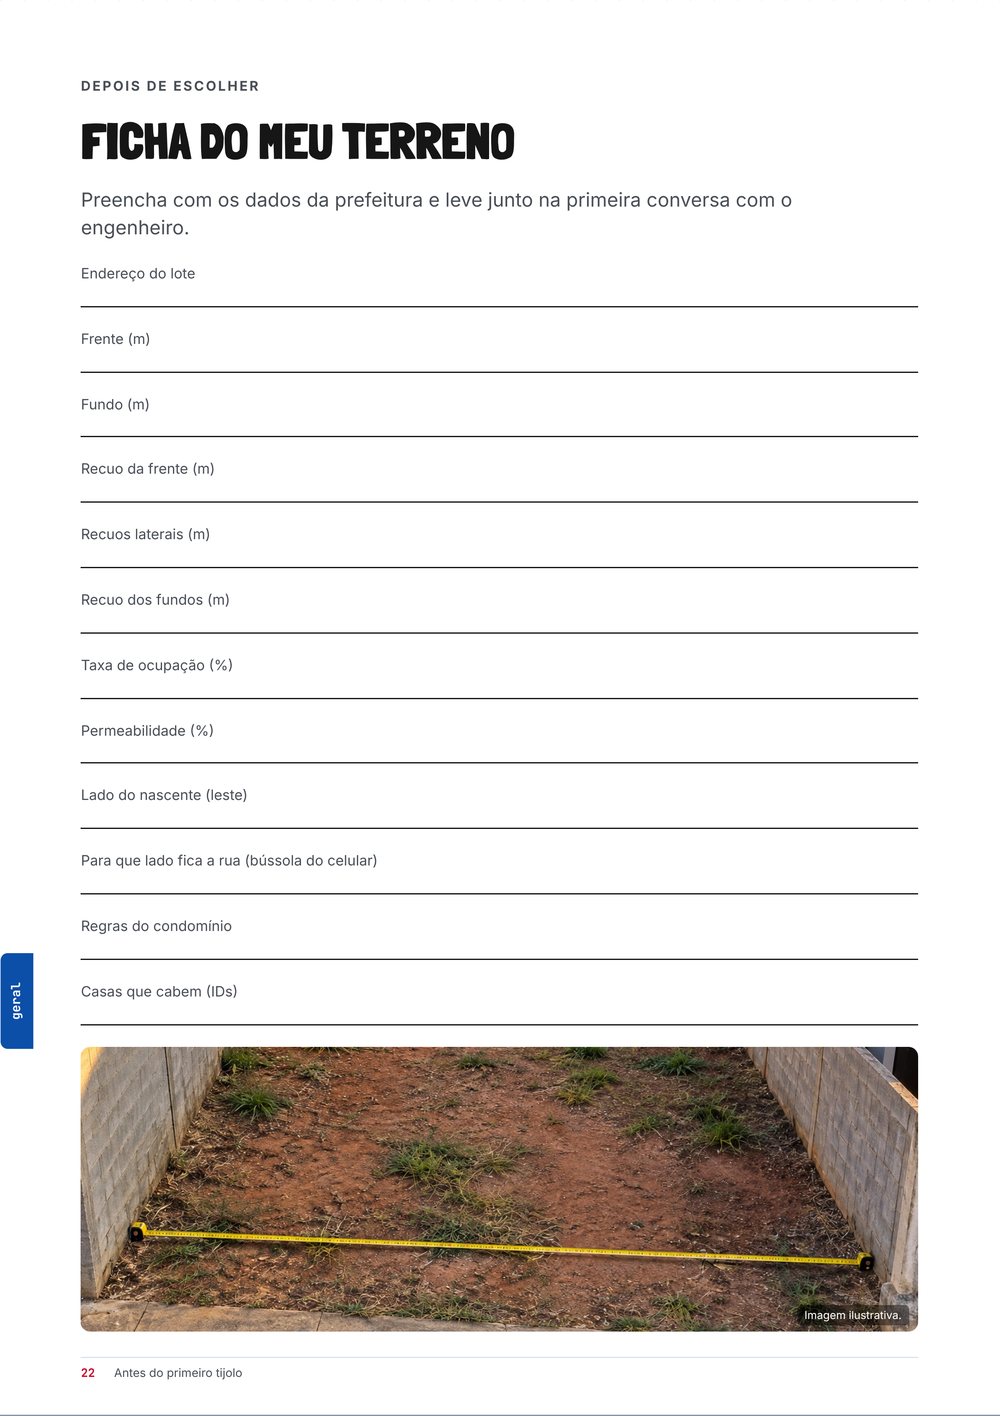 DEPOIS DE ESCOLHER
FICHA DO MEU TERRENO
Preencha com os dados da prefeitura e leve junto na primeira conversa com o
engenheiro.
Endereço do lote
Frente (m)
Fundo (m)
Recuo da frente (m)
Recuos laterais (m)
Recuo dos fundos (m)
Taxa de ocupação (%)
Permeabilidade (%)
Lado do nascente (leste)
Para que lado fica a rua (bússola do celular)
Regras do condomínio
Casas que cabem (IDs)
geral
Imagem ilustrativa.
22 Antes do primeiro tijolo